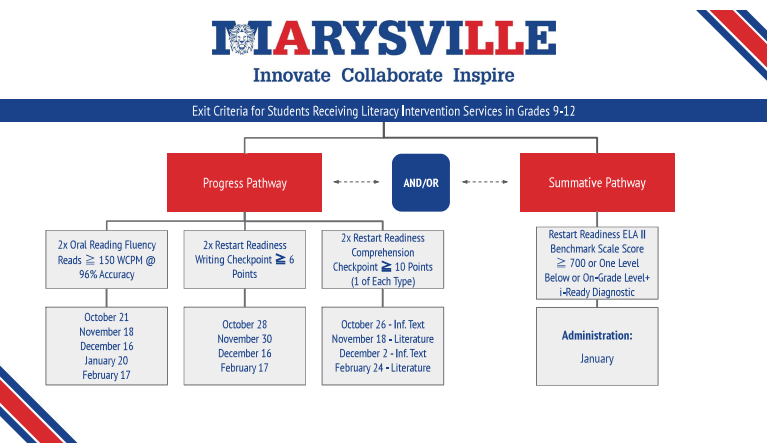 MARYSVILLE
Innovate Collaborate Inspire
Exit Criteria for Students Receiving Literacy Intervention Services in Grades 9-12
Progress Pathway
AND/OR
Summative Pathway
2x Oral Reading Fluency
Reads ≧ 150 WCPM @
96% Accuracy
2x Restart Readiness
Writing Checkpoint ≧ 6
Points
2x Restart Readiness
Comprehension
Checkpoint ≧ 10 Points
(1 of Each Type)
Restart Readiness ELA II
Benchmark Scale Score
≧ 700 or One Level
Below or On-Grade Level+
i-Ready Diagnostic
October 21
November 18
December 16
January 20
February 17
October 28
November 30
December 16
February 17
October 26 - Inf. Text
November 18 - Literature
December 2 - Inf. Text
February 24 - Literature
Administration:
January